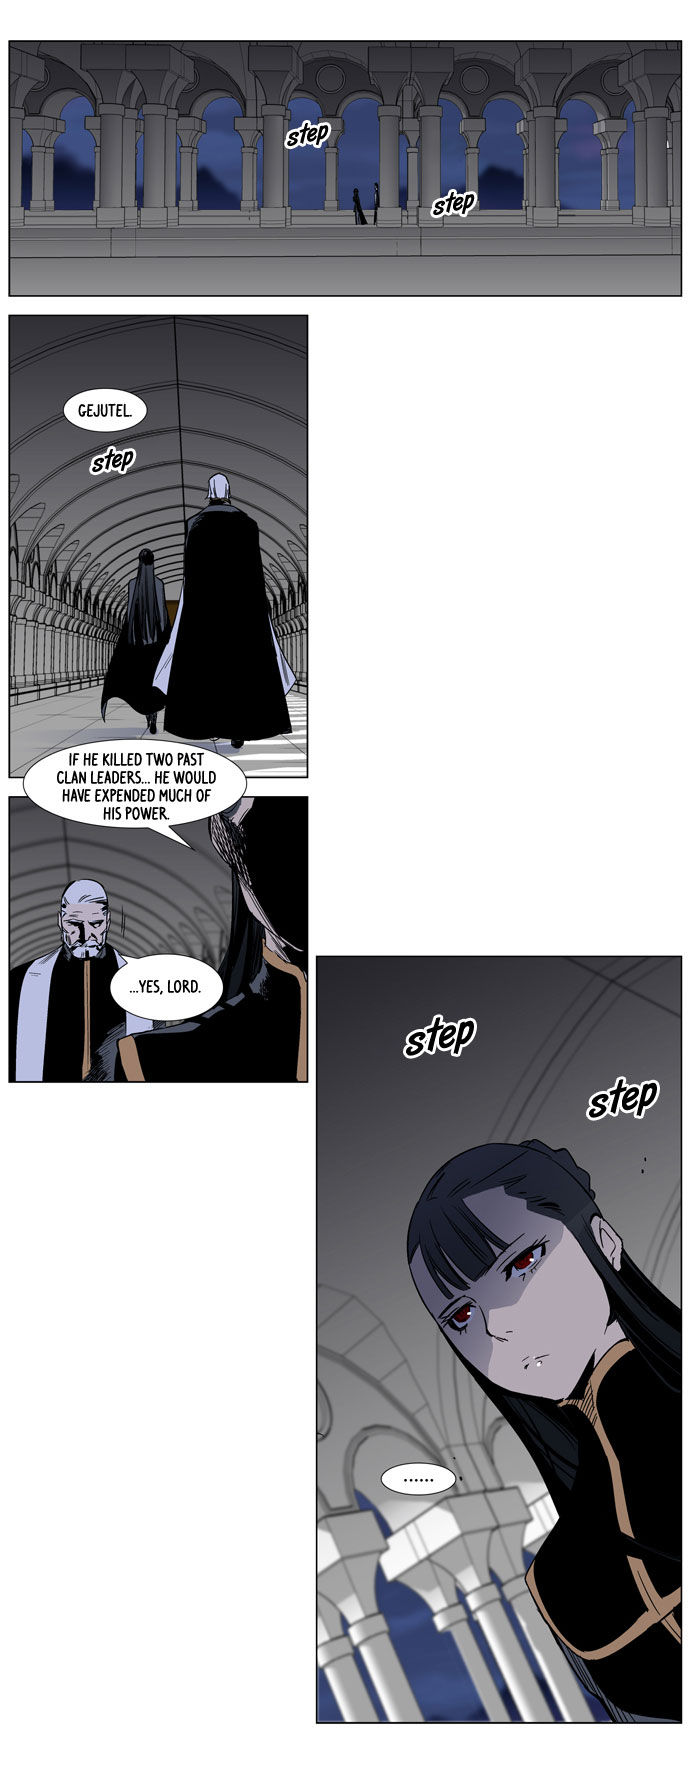 step
step
GEJUTEL.
step
IF HE KILLED TWO PAST
CLAN LEADERS... HE WOULD
HAVE EXPENDED MUCH OF
HIS POWER.
...YES, LORD.
step
step
......